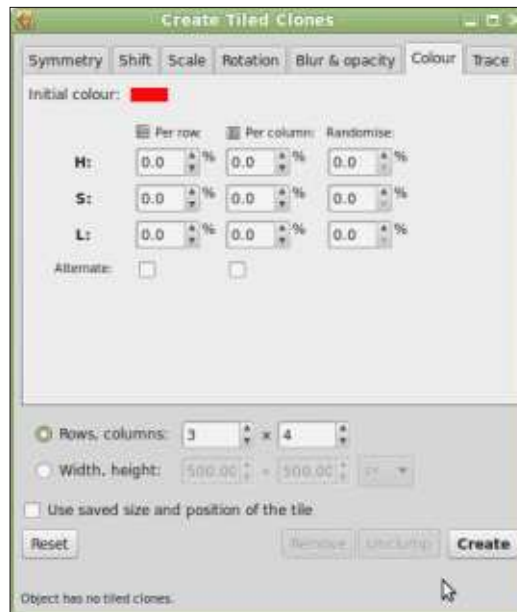 Create Tiled Clones
Symmetry Shift Scale Rotation Blur & opacity Colour Trace
Initial colour:
Per row: Per column: Randomise:
H: 0.0 % 0.0 % 0.0 %
S: 0.0 % 0.0 % 0.0 %
L: 0.0 % 0.0 % 0.0 %
Alternate:
Rows, columns: 3 × 4
Width, height: 500.00 × 500.00
Use saved size and position of the tile
Reset Remove Unclump Create
Object has no tiled clones.